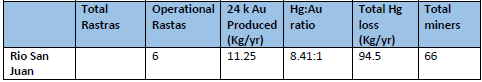 Total Rastras Operational Rastas 24 k Au Produced (Kg/yr) Hg:Au ratio Total Hg loss (Kg/yr) Total miners
Rio San Juan 6 11.25 8.41:1 94.5 66